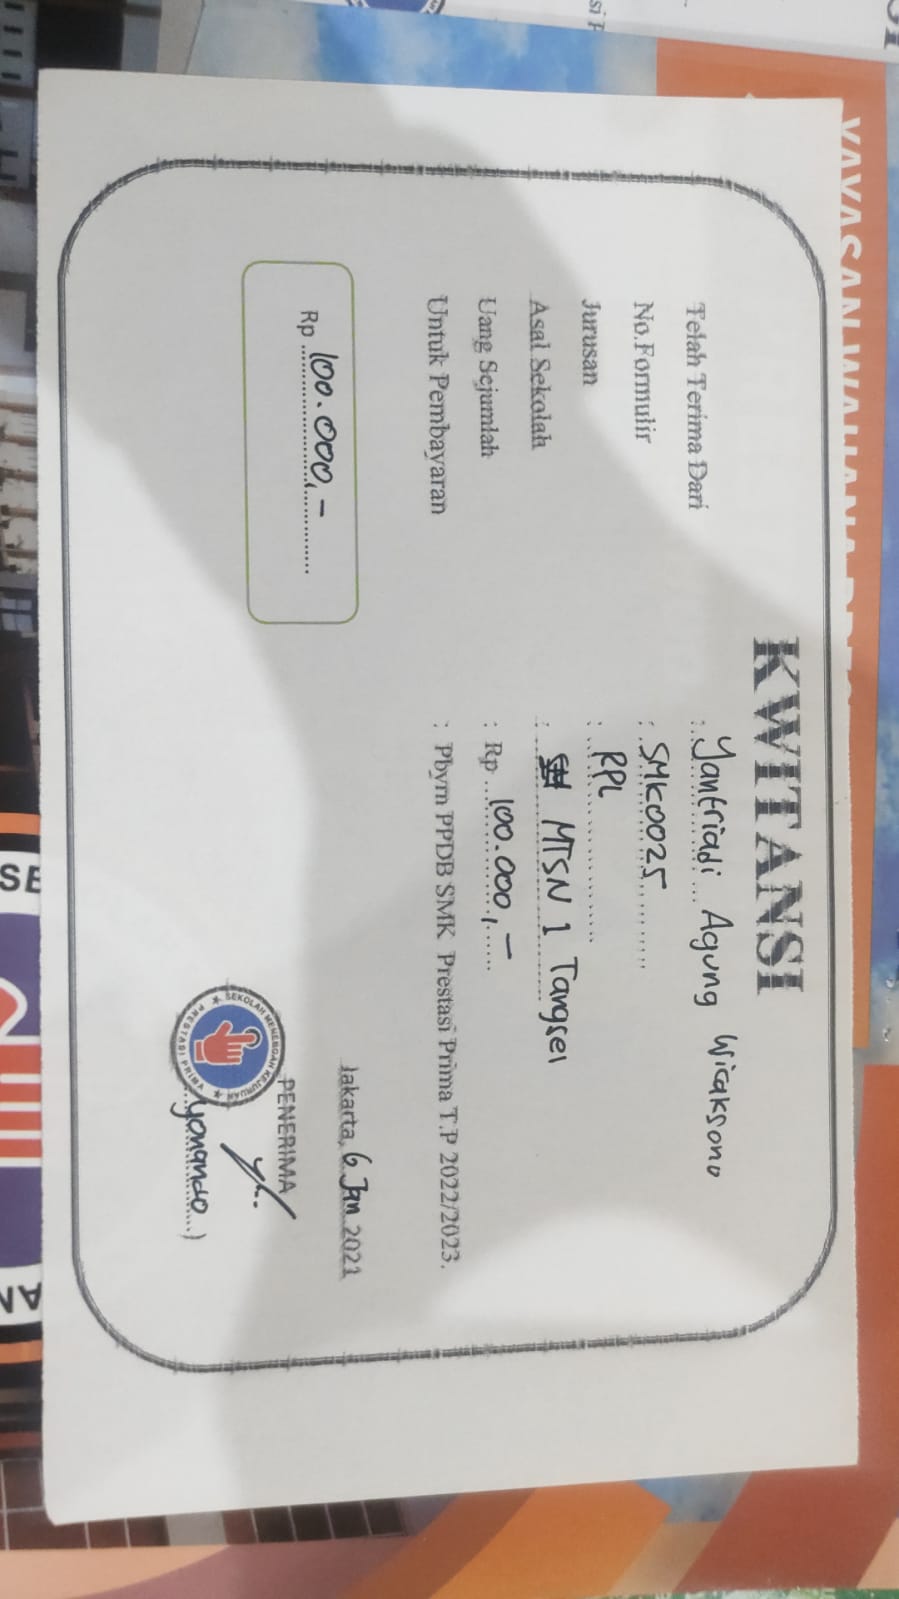 YAYASAN WAHANA
KWITANSI
Telah Terima Dari : Yantriadi Agung Wicaksono
No.Formulir : SMK0025
Jurusan : RPL
Asal Sekolah : MTSN 1 Tangsel
Uang Sejumlah : Rp 100.000,-
Untuk Pembayaran : Pbyrn PPDB SMK Prestasi Prima T.P 2022/2023.
Jakarta, 6 Jan 2021
Rp 100.000,-
PENERIMA
SEKOLAH MENENGAH KEJURUAN
PRESTASI PRIMA
yonando )
SE
AN